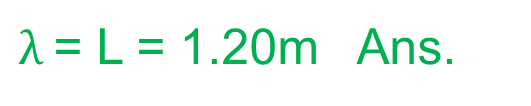 λ = L = 1.20m Ans.